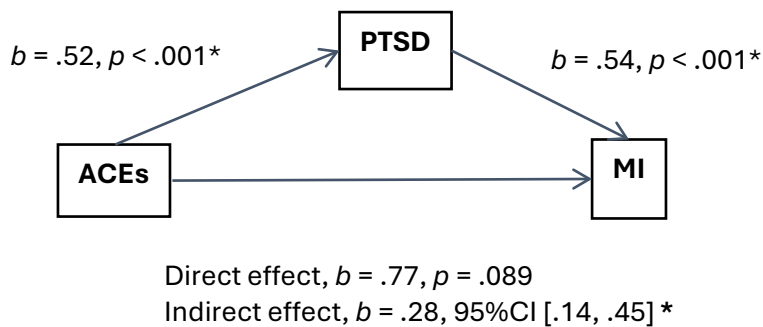 PTSD
b = .52, p < .001*
b = .54, p < .001*
ACEs
MI
Direct effect, b = .77, p = .089
Indirect effect, b = .28, 95%CI [.14, .45] *